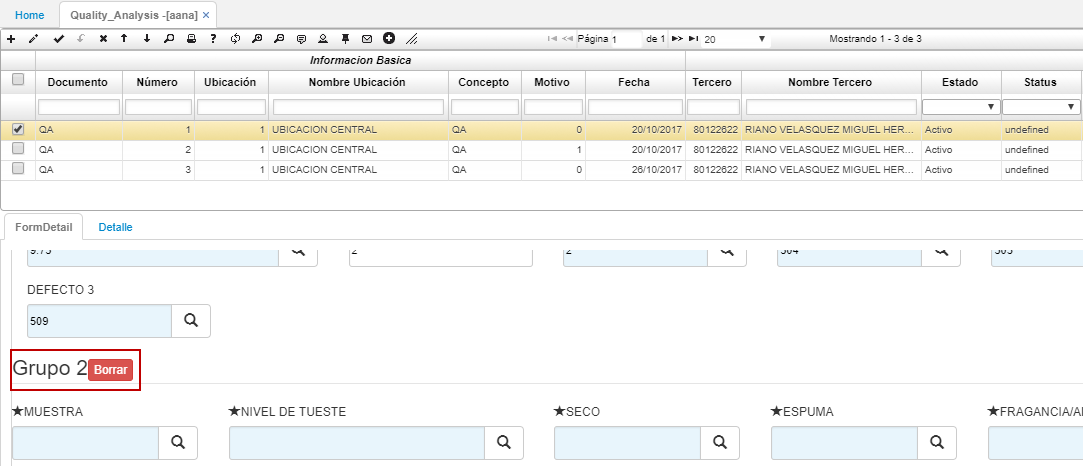 Home Quality_Analysis -[aana] ×
Página 1 de 1 20 Mostrando 1 - 3 de 3
Informacion Basica
Documento Número Ubicación Nombre Ubicación Concepto Motivo Fecha Tercero Nombre Tercero Estado Status
QA 1 1 UBICACION CENTRAL QA 0 20/10/2017 80122622 RIANO VELASQUEZ MIGUEL HER... Activo undefined
QA 2 1 UBICACION CENTRAL QA 1 20/10/2017 80122622 RIANO VELASQUEZ MIGUEL HER... Activo undefined
QA 3 1 UBICACION CENTRAL QA 0 26/10/2017 80122622 RIANO VELASQUEZ MIGUEL HER... Activo undefined
FormDetail Detalle
9.75 2 2 504 505
DEFECTO 3
509
Grupo 2 Borrar
★MUESTRA ★NIVEL DE TUESTE ★SECO ★ESPUMA ★FRAGANCIA/